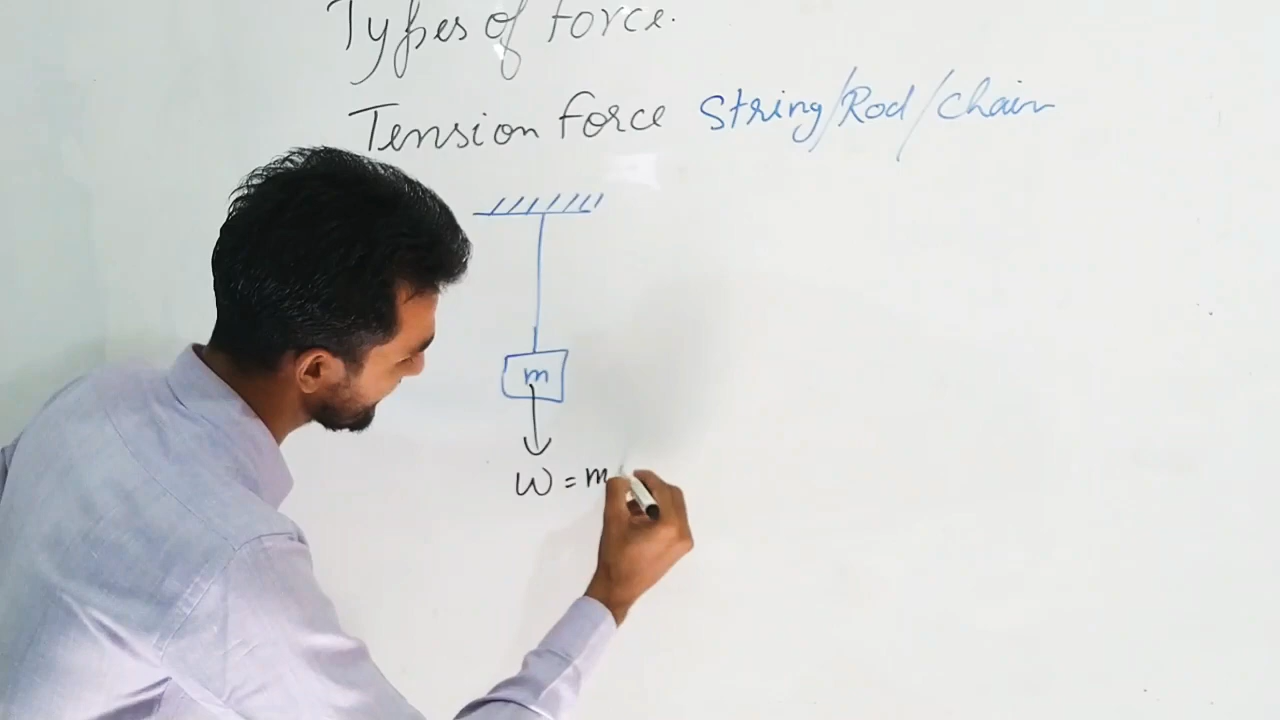 Types of force.
Tension force String/Rod/Chain
m
W = m